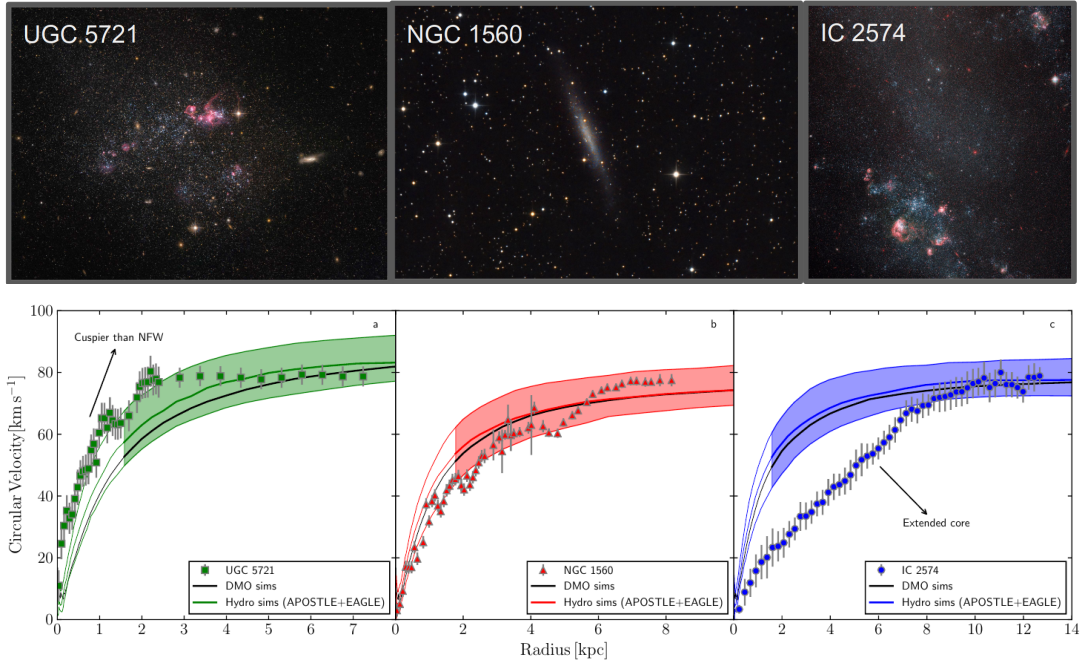 UGC 5721
NGC 1560
IC 2574
Circular Velocity [km s⁻¹]
100
80
60
40
20
0
Cuspier than NFW
a
UGC 5721
DMO sims
Hydro sims (APOSTLE+EAGLE)
0 1 2 3 4 5 6 7
b
NGC 1560
DMO sims
Hydro sims (APOSTLE+EAGLE)
0 2 4 6 8
c
Extended core
IC 2574
DMO sims
Hydro sims (APOSTLE+EAGLE)
0 2 4 6 8 10 12 14
Radius [kpc]